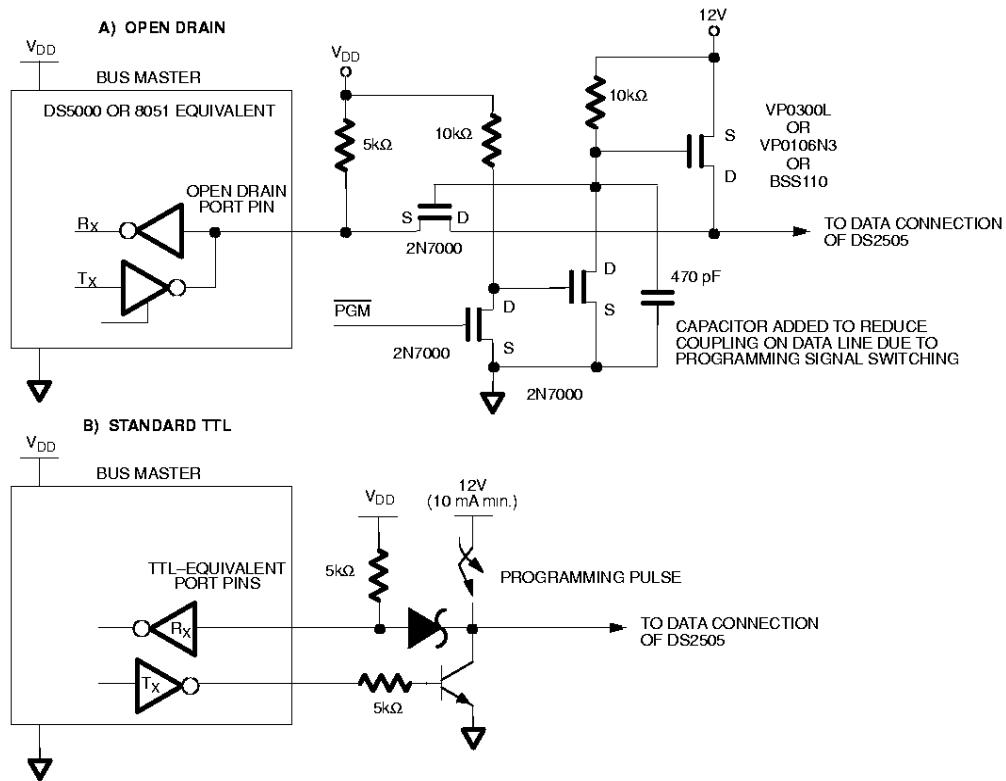 A) OPEN DRAIN
VDD
BUS MASTER
DS5000 OR 8051 EQUIVALENT
OPEN DRAIN
PORT PIN
RX
TX
VDD
5kΩ
10kΩ
S
D
2N7000
PGM
2N7000
D
S
10kΩ
D
S
2N7000
12V
S
D
VP0300L
OR
VP0106N3
OR
BSS110
TO DATA CONNECTION
OF DS2505
470 pF
CAPACITOR ADDED TO REDUCE
COUPLING ON DATA LINE DUE TO
PROGRAMMING SIGNAL SWITCHING
B) STANDARD TTL
VDD
BUS MASTER
TTL–EQUIVALENT
PORT PINS
RX
TX
VDD
5kΩ
5kΩ
12V
(10 mA min.)
PROGRAMMING PULSE
TO DATA CONNECTION
OF DS2505